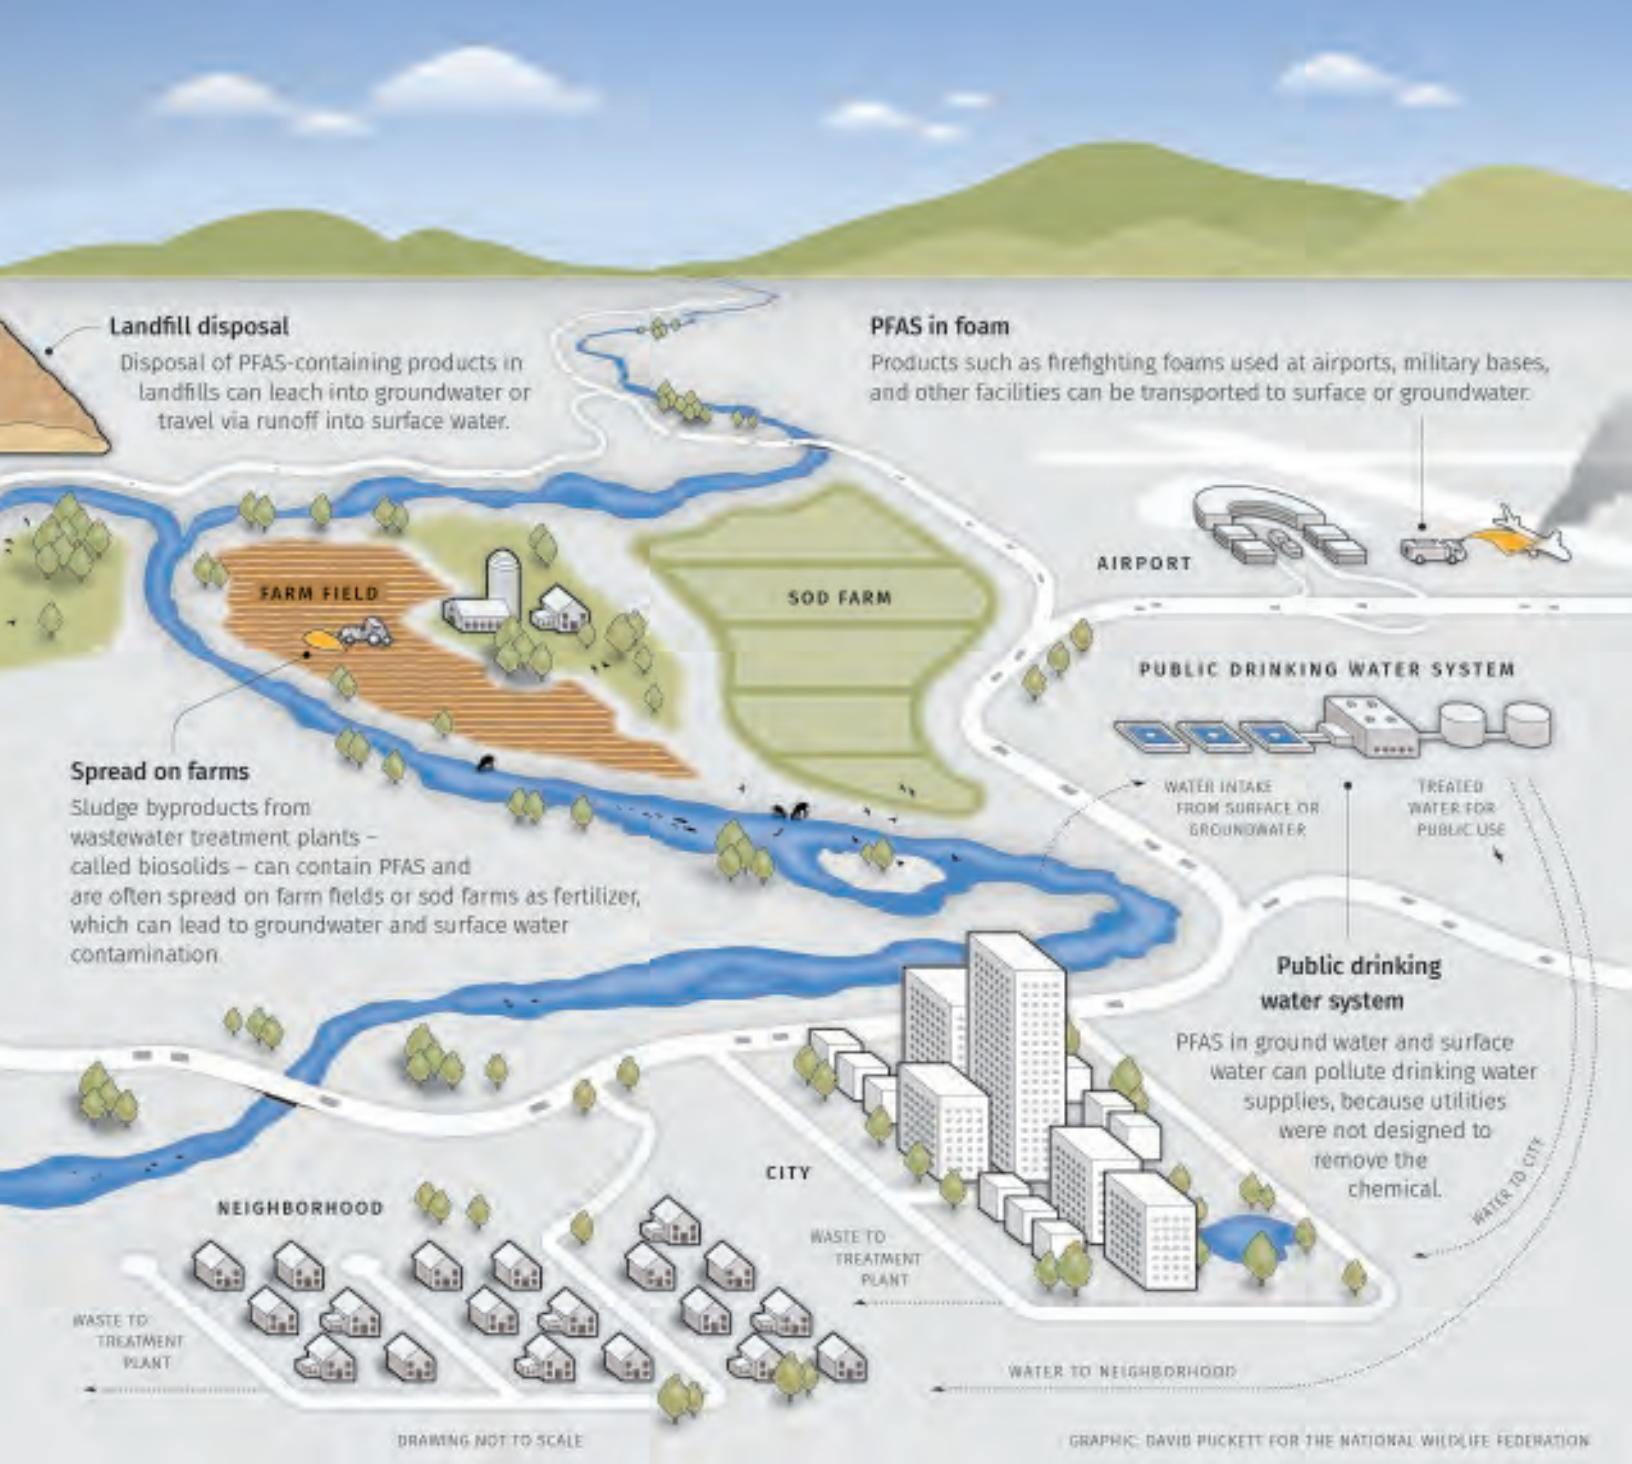 Landfill disposal
Disposal of PFAS-containing products in
landfills can leach into groundwater or
travel via runoff into surface water.
PFAS in foam
Products such as firefighting foams used at airports, military bases,
and other facilities can be transported to surface or groundwater.
AIRPORT
FARM FIELD
SOD FARM
PUBLIC DRINKING WATER SYSTEM
WATER INTAKE
FROM SURFACE OR
GROUNDWATER
TREATED
WATER FOR
PUBLIC USE
Spread on farms
Sludge byproducts from
wastewater treatment plants –
called biosolids – can contain PFAS and
are often spread on farm fields or sod farms as fertilizer,
which can lead to groundwater and surface water
contamination.
Public drinking
water system
PFAS in ground water and surface
water can pollute drinking water
supplies, because utilities
were not designed to
remove the
chemical.
WATER TO CITY
CITY
NEIGHBORHOOD
WASTE TO
TREATMENT
PLANT
WASTE TO
TREATMENT
PLANT
WATER TO NEIGHBORHOOD
DRAWING NOT TO SCALE
GRAPHIC: DAVID PUCKETT FOR THE NATIONAL WILDLIFE FEDERATION